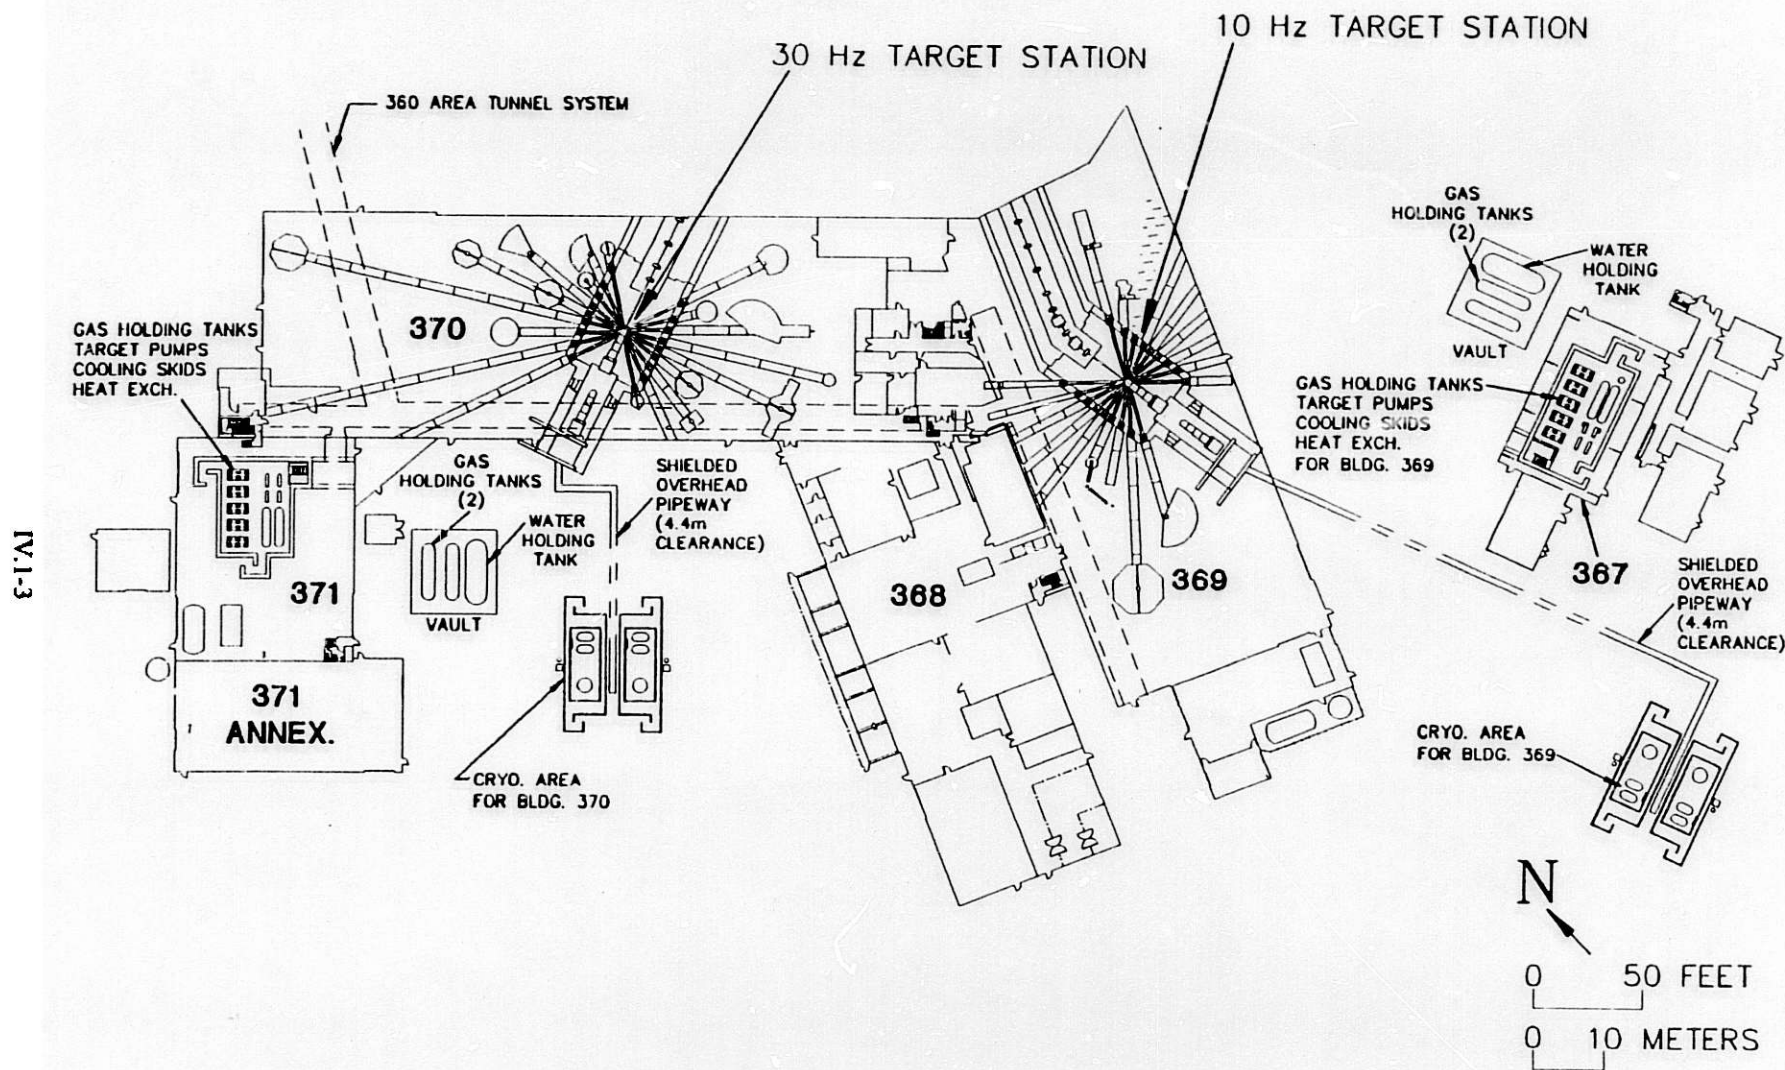 10 Hz TARGET STATION
30 Hz TARGET STATION
360 AREA TUNNEL SYSTEM
GAS
HOLDING TANKS
(2)
WATER
HOLDING
TANK
VAULT
370
GAS HOLDING TANKS
TARGET PUMPS
COOLING SKIDS
HEAT EXCH.
GAS HOLDING TANKS
TARGET PUMPS
COOLING SKIDS
HEAT EXCH.
FOR BLDG. 369
367
GAS
HOLDING TANKS
(2)
WATER
HOLDING
TANK
VAULT
SHIELDED
OVERHEAD
PIPEWAY
(4.4m
CLEARANCE)
371
368
369
SHIELDED
OVERHEAD
PIPEWAY
(4.4m
CLEARANCE)
371
ANNEX.
CRYO. AREA
FOR BLDG. 370
CRYO. AREA
FOR BLDG. 369
N
0 50 FEET
0 10 METERS
IV.1-3